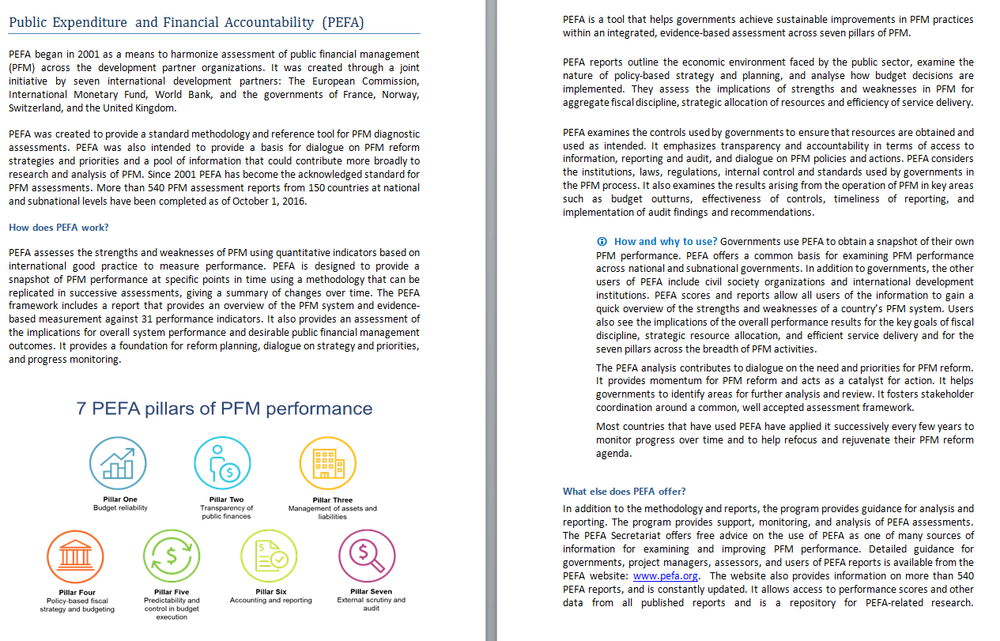 Public Expenditure and Financial Accountability (PEFA)
PEFA began in 2001 as a means to harmonize assessment of public financial management
(PFM) across the development partner organizations. It was created through a joint
initiative by seven international development partners: The European Commission,
International Monetary Fund, World Bank, and the governments of France, Norway,
Switzerland, and the United Kingdom.
PEFA was created to provide a standard methodology and reference tool for PFM diagnostic
assessments. PEFA was also intended to provide a basis for dialogue on PFM reform
strategies and priorities and a pool of information that could contribute more broadly to
research and analysis of PFM. Since 2001 PEFA has become the acknowledged standard for
PFM assessments. More than 540 PFM assessment reports from 150 countries at national
and subnational levels have been completed as of October 1, 2016.
How does PEFA work?
PEFA assesses the strengths and weaknesses of PFM using quantitative indicators based on
international good practice to measure performance. PEFA is designed to provide a
snapshot of PFM performance at specific points in time using a methodology that can be
replicated in successive assessments, giving a summary of changes over time. The PEFA
framework includes a report that provides an overview of the PFM system and evidence-
based measurement against 31 performance indicators. It also provides an assessment of
the implications for overall system performance and desirable public financial management
outcomes. It provides a foundation for reform planning, dialogue on strategy and priorities,
and progress monitoring.
7 PEFA pillars of PFM performance
Pillar One
Budget reliability
Pillar Two
Transparency of
public finances
Pillar Three
Management of assets and
liabilities
Pillar Four
Policy-based fiscal
strategy and budgeting
Pillar Five
Predictability and
control in budget
execution
Pillar Six
Accounting and reporting
Pillar Seven
External scrutiny and
audit
PEFA is a tool that helps governments achieve sustainable improvements in PFM practices
within an integrated, evidence-based assessment across seven pillars of PFM.
PEFA reports outline the economic environment faced by the public sector, examine the
nature of policy-based strategy and planning, and analyse how budget decisions are
implemented. They assess the implications of strengths and weaknesses in PFM for
aggregate fiscal discipline, strategic allocation of resources and efficiency of service delivery.
PEFA examines the controls used by governments to ensure that resources are obtained and
used as intended. It emphasizes transparency and accountability in terms of access to
information, reporting and audit, and dialogue on PFM policies and actions. PEFA considers
the institutions, laws, regulations, internal control and standards used by governments in
the PFM process. It also examines the results arising from the operation of PFM in key areas
such as budget outturns, effectiveness of controls, timeliness of reporting, and
implementation of audit findings and recommendations.
How and why to use? Governments use PEFA to obtain a snapshot of their own
PFM performance. PEFA offers a common basis for examining PFM performance
across national and subnational governments. In addition to governments, the other
users of PEFA include civil society organizations and international development
institutions. PEFA scores and reports allow all users of the information to gain a
quick overview of the strengths and weaknesses of a country's PFM system. Users
also see the implications of the overall performance results for the key goals of fiscal
discipline, strategic resource allocation, and efficient service delivery and for the
seven pillars across the breadth of PFM activities.
The PEFA analysis contributes to dialogue on the need and priorities for PFM reform.
It provides momentum for PFM reform and acts as a catalyst for action. It helps
governments to identify areas for further analysis and review. It fosters stakeholder
coordination around a common, well accepted assessment framework.
Most countries that have used PEFA have applied it successively every few years to
monitor progress over time and to help refocus and rejuvenate their PFM reform
agenda.
What else does PEFA offer?
In addition to the methodology and reports, the program provides guidance for analysis and
reporting. The program provides support, monitoring, and analysis of PEFA assessments.
The PEFA Secretariat offers free advice on the use of PEFA as one of many sources of
information for examining and improving PFM performance. Detailed guidance for
governments, project managers, assessors, and users of PEFA reports is available from the
PEFA website: www.pefa.org. The website also provides information on more than 540
PEFA reports, and is constantly updated. It allows access to performance scores and other
data from all published reports and is a repository for PEFA-related research.